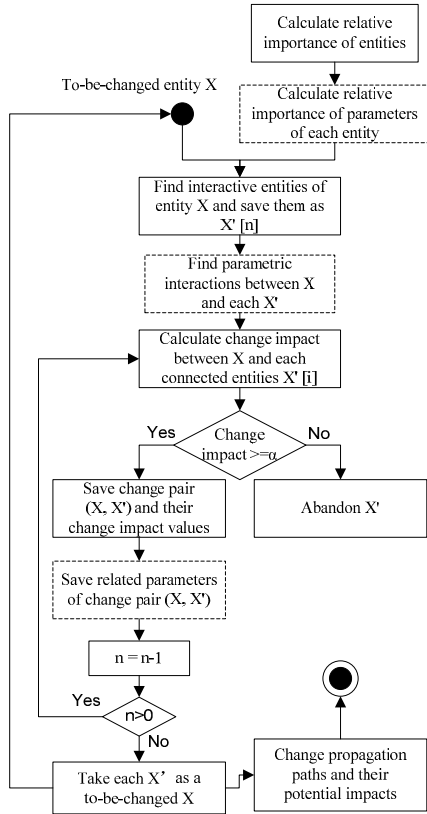 Calculate relative
importance of entities
To-be-changed entity X
Calculate relative
importance of parameters
of each entity
Find interactive entities of
entity X and save them as
X' [n]
Find parametric
interactions between X
and each X'
Calculate change impact
between X and each
connected entities X' [i]
Yes
Change
impact >=α
No
Save change pair
(X, X') and their
change impact values
Abandon X'
Save related parameters
of change pair (X, X')
n = n-1
Yes
n>0
No
Take each X’ as a
to-be-changed X
Change propagation
paths and their
potential impacts